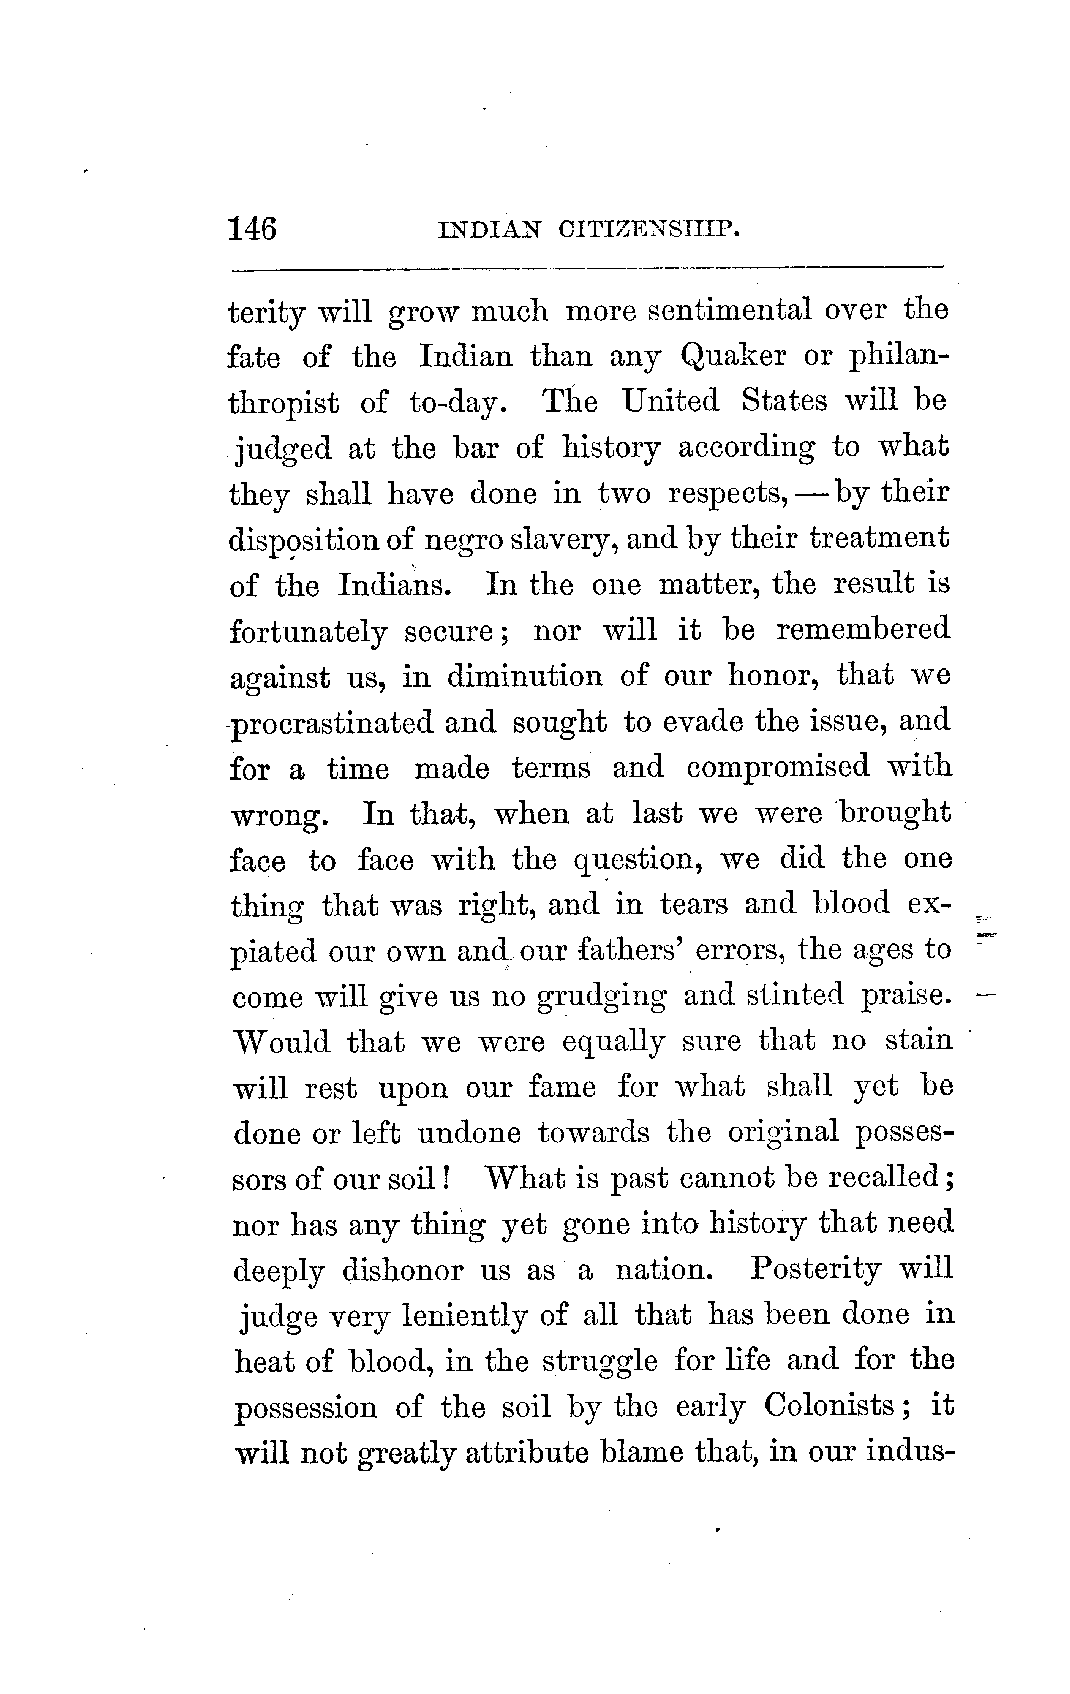 146 INDIAN CITIZENSHIP.
terity will grow much more sentimental over the
fate of the Indian than any Quaker or philan-
thropist of to-day. The United States will be
judged at the bar of history according to what
they shall have done in two respects, — by their
disposition of negro slavery, and by their treatment
of the Indians. In the one matter, the result is
fortunately secure; nor will it be remembered
against us, in diminution of our honor, that we
procrastinated and sought to evade the issue, and
for a time made terms and compromised with
wrong. In that, when at last we were brought
face to face with the question, we did the one
thing that was right, and in tears and blood ex-
piated our own and our fathers' errors, the ages to
come will give us no grudging and stinted praise.
Would that we were equally sure that no stain
will rest upon our fame for what shall yet be
done or left undone towards the original posses-
sors of our soil! What is past cannot be recalled;
nor has any thing yet gone into history that need
deeply dishonor us as a nation. Posterity will
judge very leniently of all that has been done in
heat of blood, in the struggle for life and for the
possession of the soil by the early Colonists; it
will not greatly attribute blame that, in our indus-